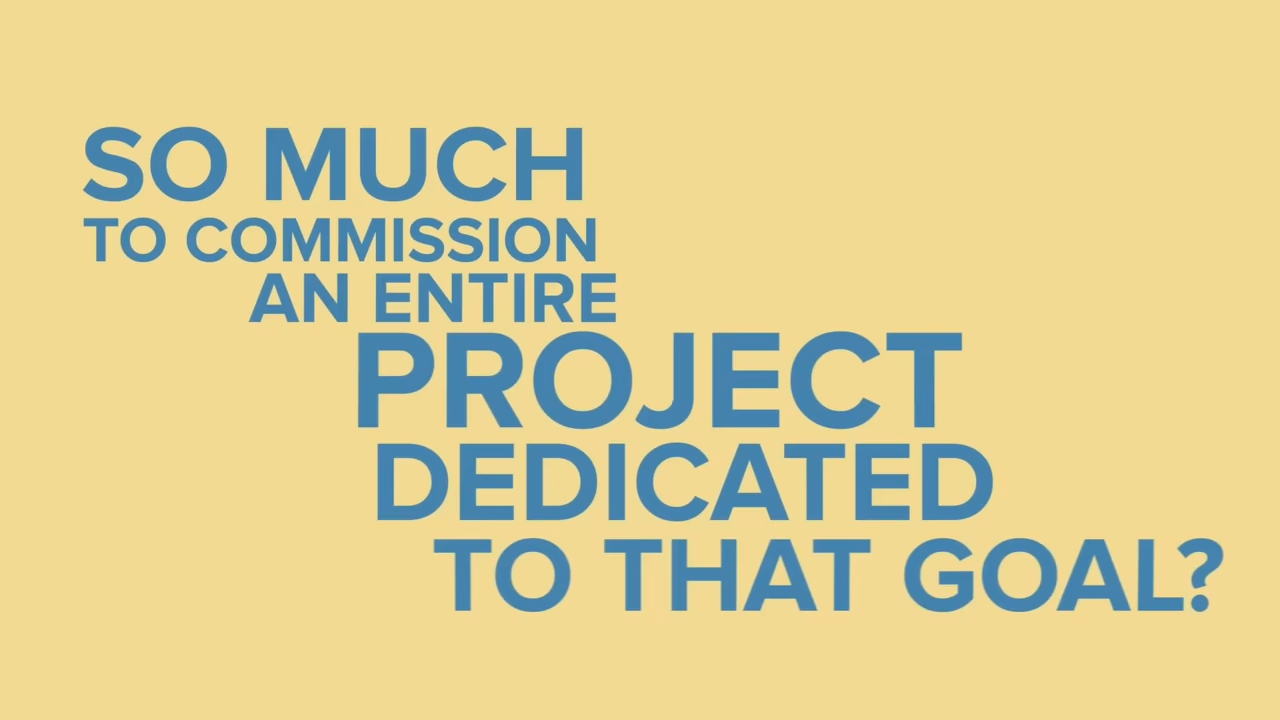 SO MUCH
TO COMMISSION
AN ENTIRE
PROJECT
DEDICATED
TO THAT GOAL?